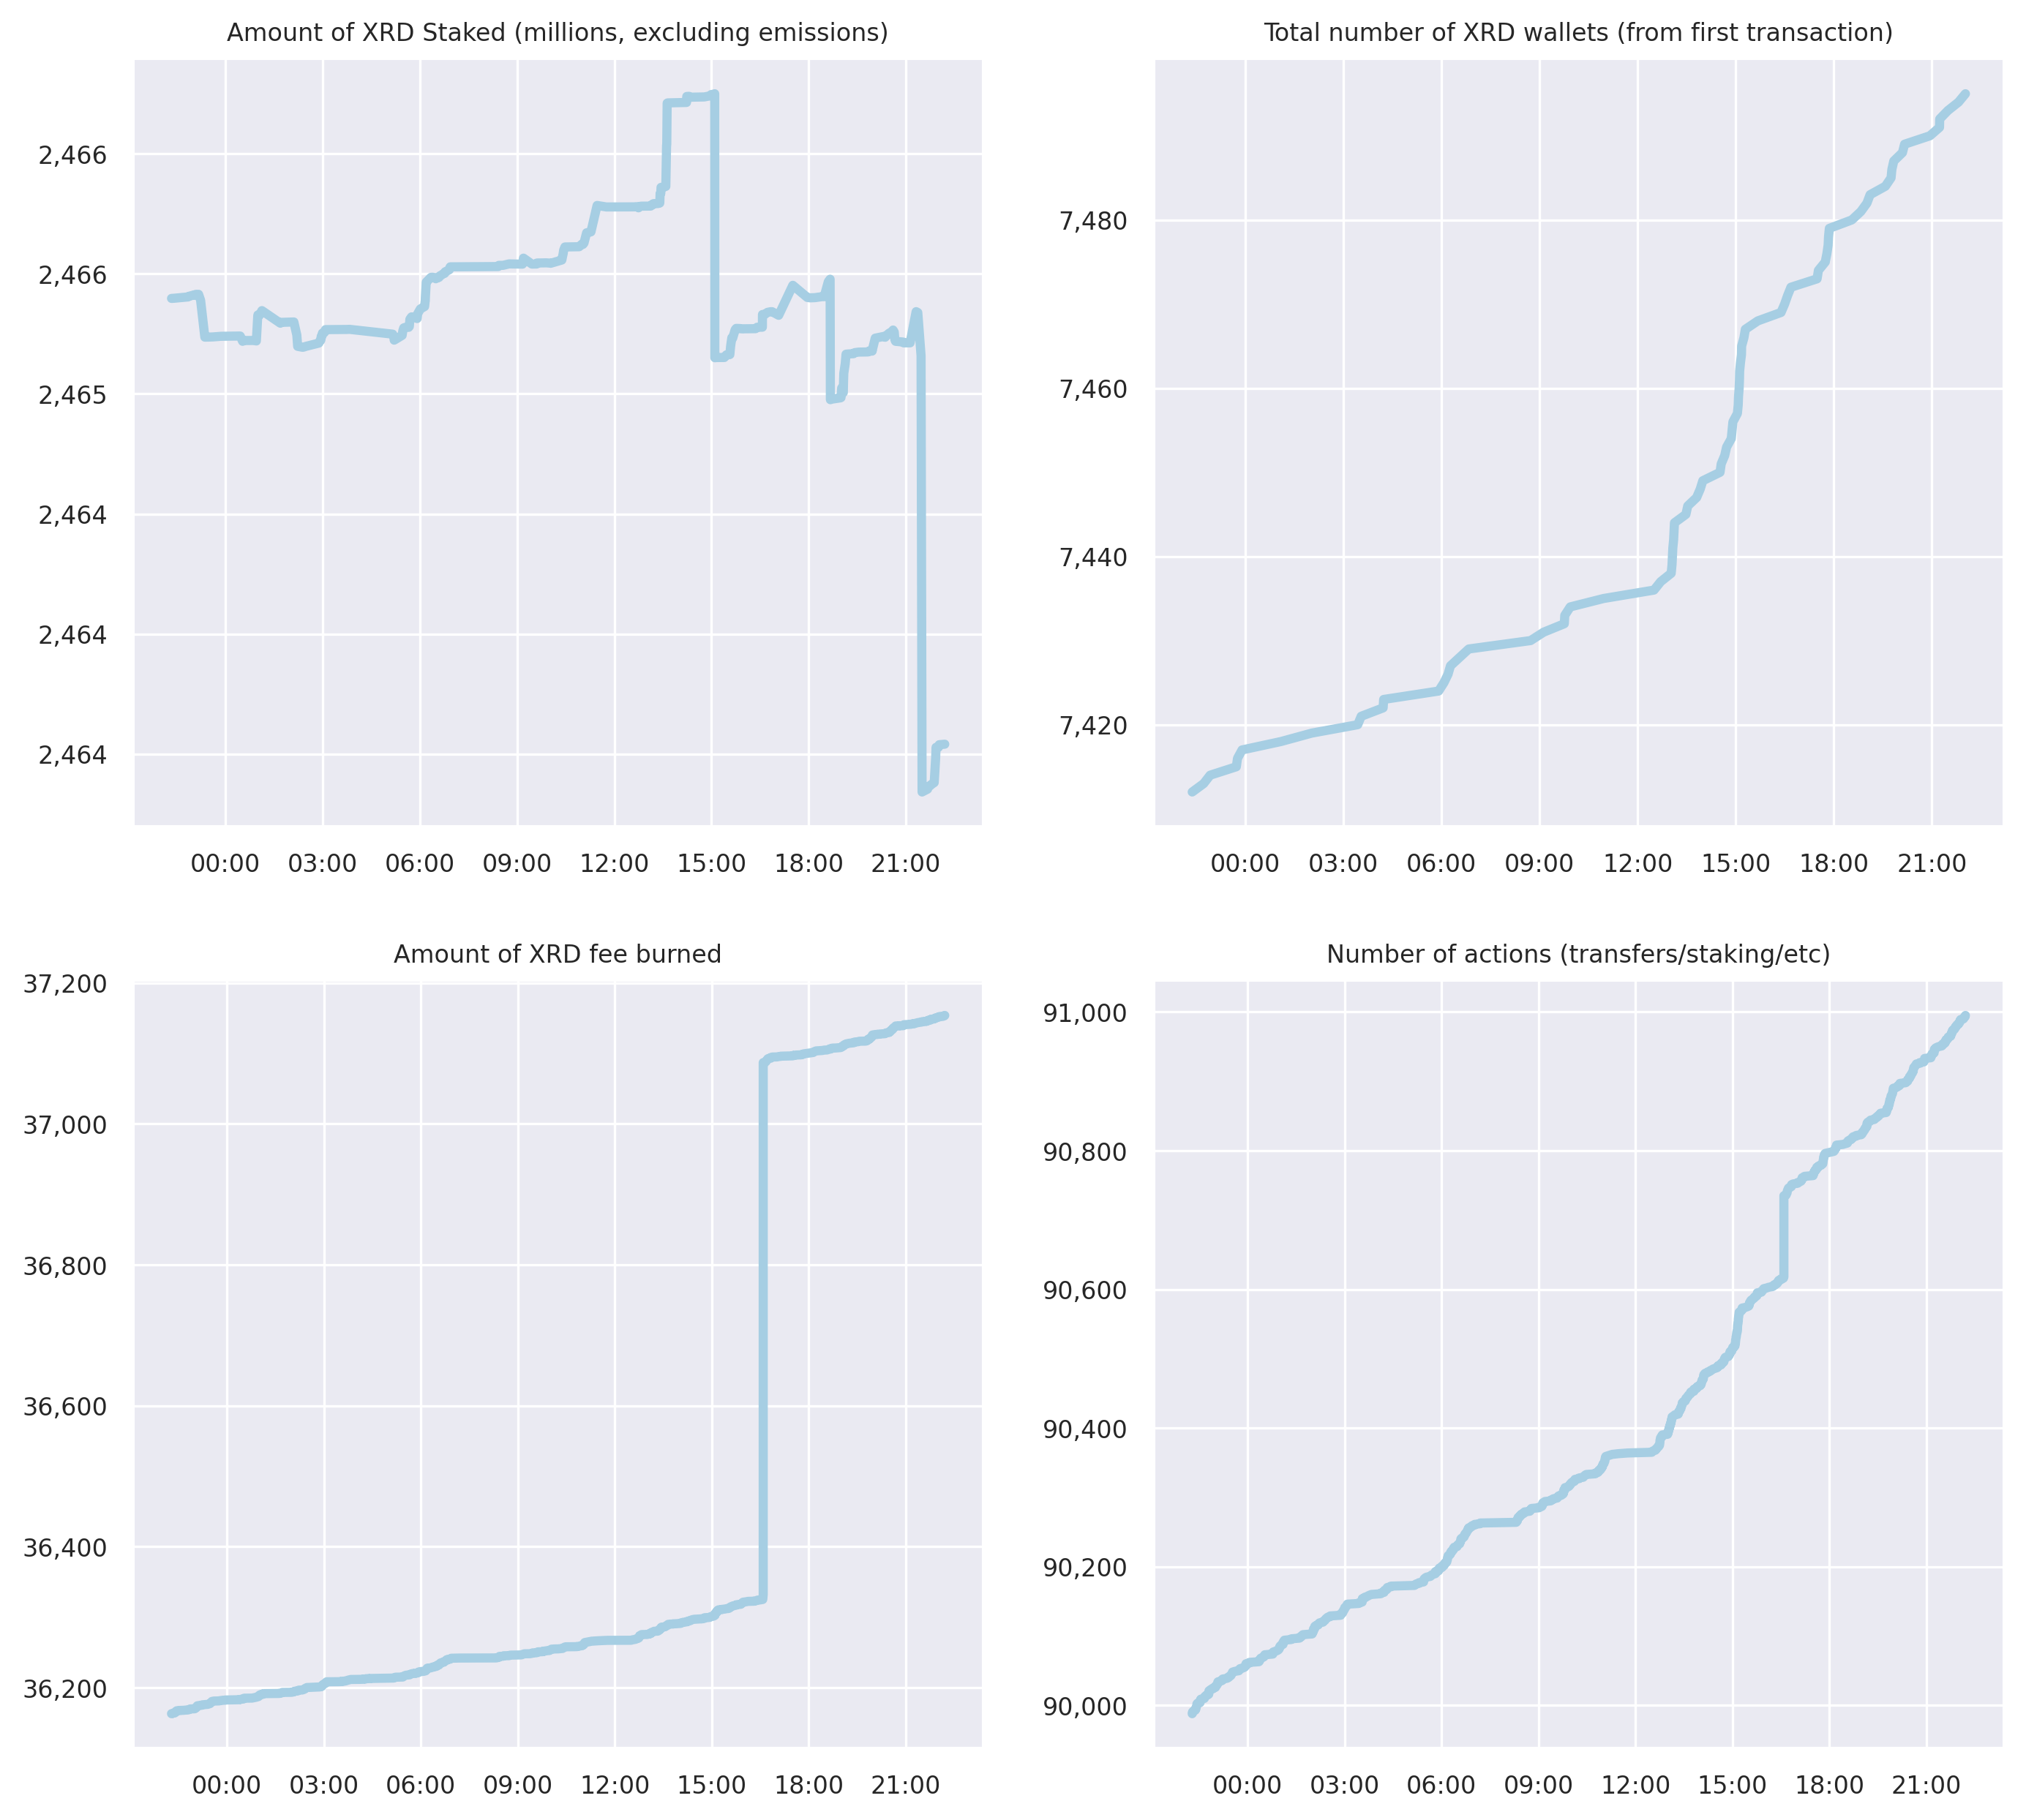 Amount of XRD Staked (millions, excluding emissions)
2,466
2,466
2,465
2,464
2,464
2,464
00:00 03:00 06:00 09:00 12:00 15:00 18:00 21:00
Total number of XRD wallets (from first transaction)
7,480
7,460
7,440
7,420
00:00 03:00 06:00 09:00 12:00 15:00 18:00 21:00
Amount of XRD fee burned
37,200
37,000
36,800
36,600
36,400
36,200
00:00 03:00 06:00 09:00 12:00 15:00 18:00 21:00
Number of actions (transfers/staking/etc)
91,000
90,800
90,600
90,400
90,200
90,000
00:00 03:00 06:00 09:00 12:00 15:00 18:00 21:00